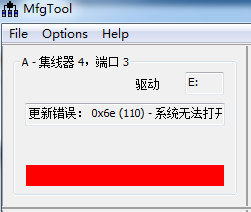 MfgTool
File Options Help
A - 集线器 4，端口 3
驱动 E:
更新错误： 0x6e (110) - 系统无法打开